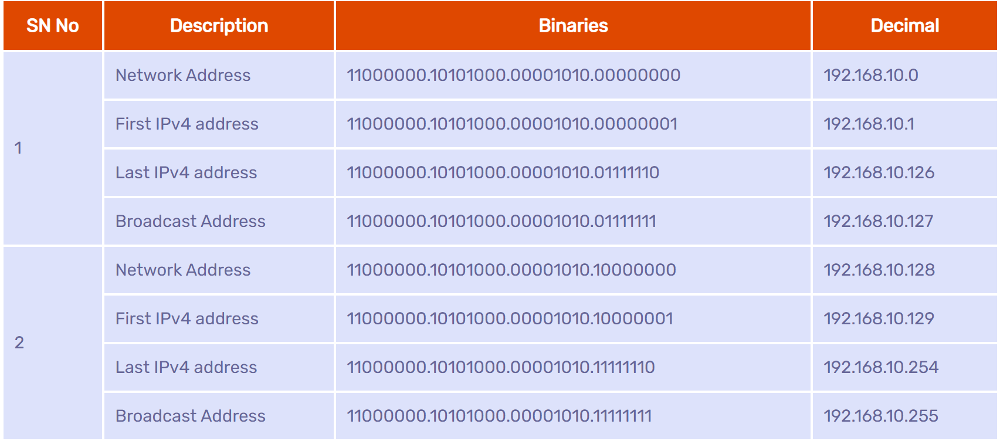 SN No Description Binaries Decimal
1
Network Address 11000000.10101000.00001010.00000000 192.168.10.0
First IPv4 address 11000000.10101000.00001010.00000001 192.168.10.1
Last IPv4 address 11000000.10101000.00001010.01111110 192.168.10.126
Broadcast Address 11000000.10101000.00001010.01111111 192.168.10.127
2
Network Address 11000000.10101000.00001010.10000000 192.168.10.128
First IPv4 address 11000000.10101000.00001010.10000001 192.168.10.129
Last IPv4 address 11000000.10101000.00001010.11111110 192.168.10.254
Broadcast Address 11000000.10101000.00001010.11111111 192.168.10.255